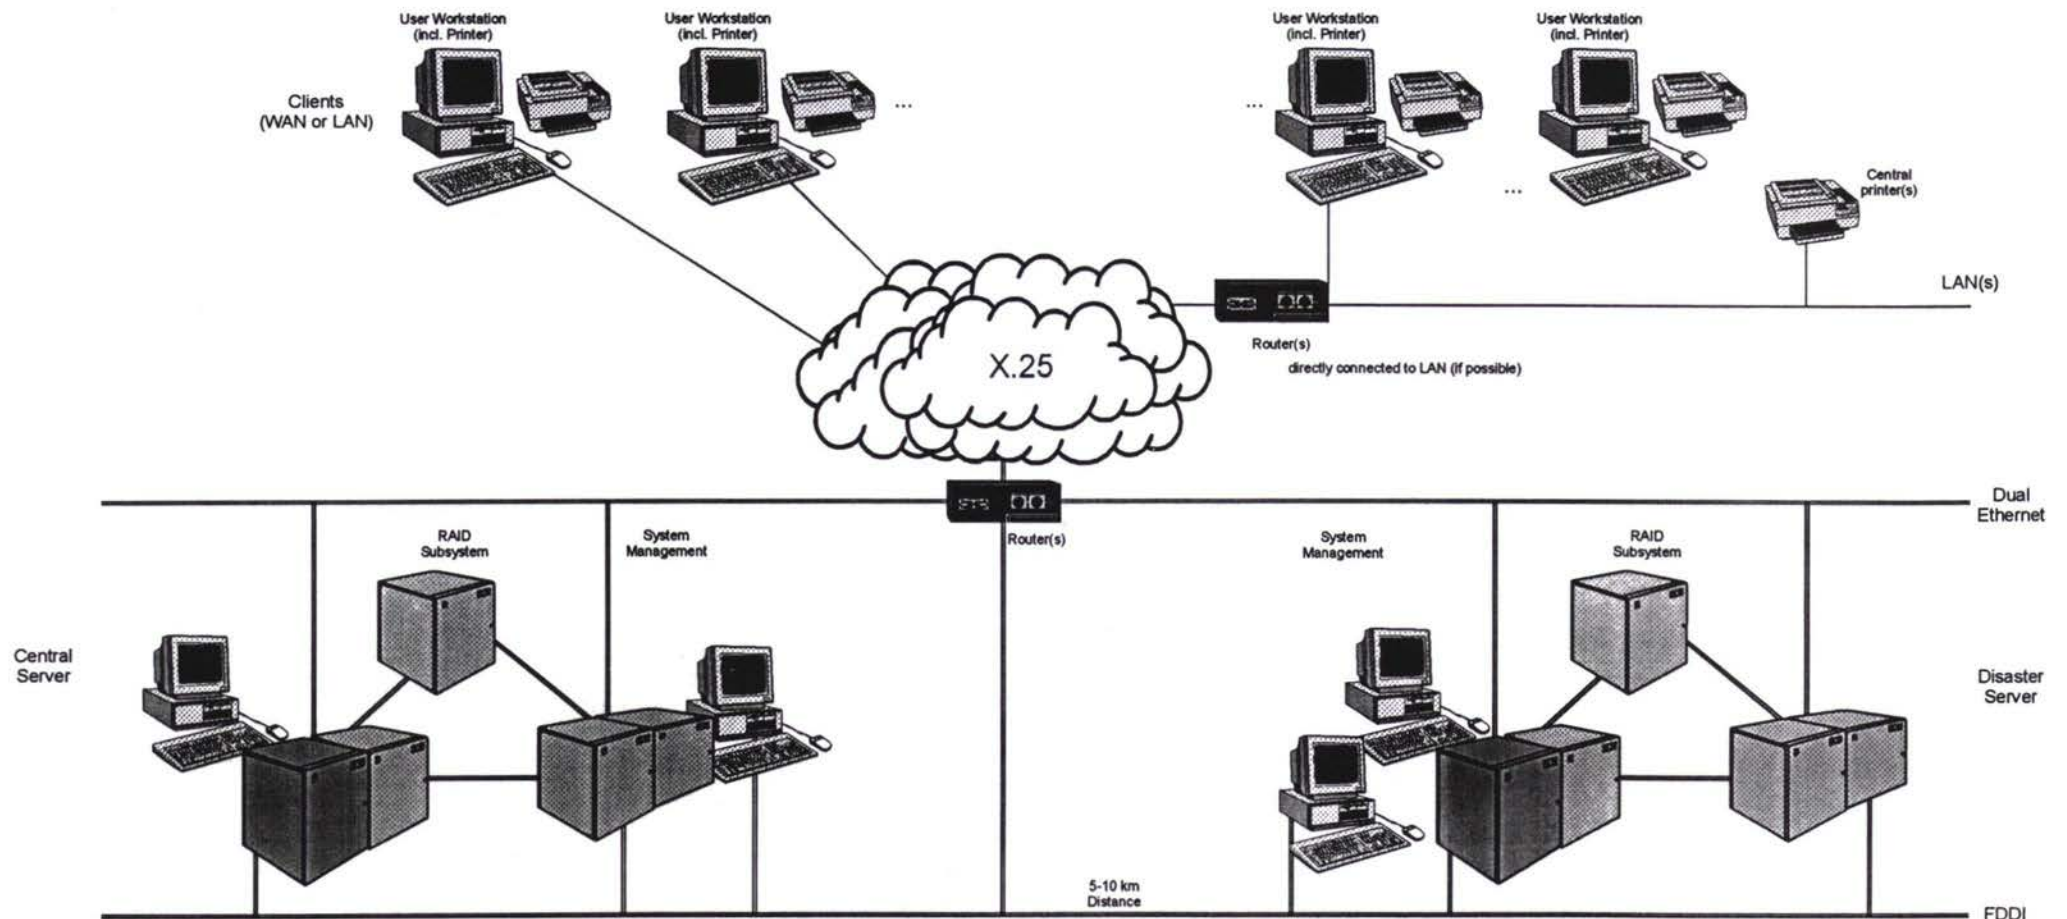 User Workstation
(incl. Printer)
User Workstation
(incl. Printer)
User Workstation
(incl. Printer)
User Workstation
(incl. Printer)
Clients
(WAN or LAN)
...
...
...
Central
printer(s)
LAN(s)
Router(s)
directly connected to LAN (if possible)
X.25
Dual
Ethernet
RAID
Subsystem
System
Management
Router(s)
System
Management
RAID
Subsystem
Central
Server
Disaster
Server
5-10 km
Distance
FDDI